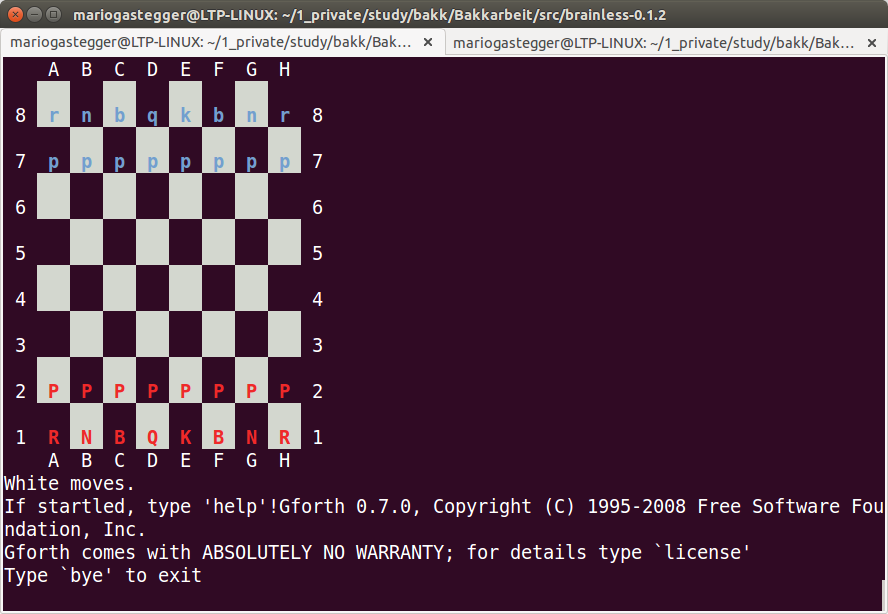 mariogastegger@LTP-LINUX: ~/1_private/study/bakk/Bakkarbeit/src/brainless-0.1.2
mariogastegger@LTP-LINUX: ~/1_private/study/bakk/Bak... × mariogastegger@LTP-LINUX: ~/1_private/study/bakk/Bak... ×
A B C D E F G H
8 r n b q k b n r 8
7 p p p p p p p p 7
6 6
5 5
4 4
3 3
2 P P P P P P P P 2
1 R N B Q K B N R 1
A B C D E F G H
White moves.
If startled, type 'help'!Gforth 0.7.0, Copyright (C) 1995-2008 Free Software Fou
ndation, Inc.
Gforth comes with ABSOLUTELY NO WARRANTY; for details type `license'
Type `bye' to exit